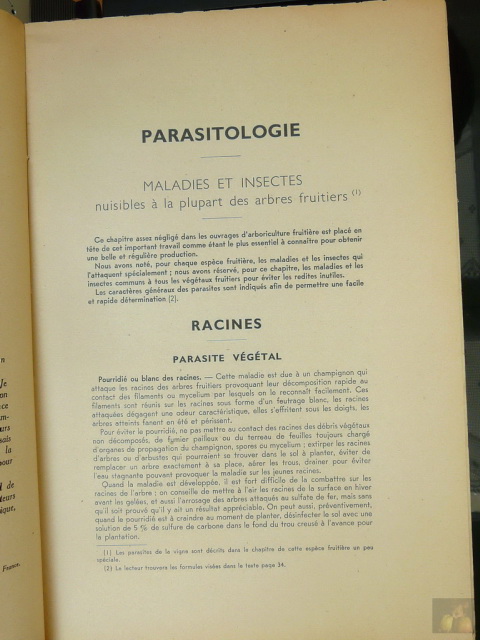 PARASITOLOGIE
MALADIES ET INSECTES
nuisibles à la plupart des arbres fruitiers (1)
Ce chapitre assez négligé dans les ouvrages d'arboriculture fruitière est placé en
tête de cet important travail comme étant le plus essentiel à connaître pour obtenir
une belle et régulière production.
Nous avons noté, pour chaque espèce fruitière, les maladies et les insectes qui
l'attaquent spécialement ; nous avons réservé, pour ce chapitre, les maladies et les
insectes communs à tous les végétaux fruitiers pour éviter les redites inutiles.
Les caractères généraux des parasites sont indiqués afin de permettre une facile
et rapide détermination (2).
RACINES
PARASITE VÉGÉTAL
Pourridié ou blanc des racines. — Cette maladie est due à un champignon qui
attaque les racines des arbres fruitiers provoquant leur décomposition rapide au
contact des filaments ou mycelium par lesquels on le reconnaît facilement. Ces
filaments sont réunis sur les racines sous forme d'un feutrage blanc, les racines
attaquées dégagent une odeur caractéristique, elles s'effritent sous les doigts, les
arbres atteints fanent en été et périssent.
Pour éviter le pourridié, ne pas mettre au contact des racines des débris végétaux
non décomposés, de fumier pailleux ou du terreau de feuilles toujours chargé
d'organes de propagation du champignon, spores ou mycelium ; extirper les racines
d'arbres ou d'arbustes qui pourraient se trouver dans le sol à planter, éviter de
remplacer un arbre exactement à sa place, aérer les trous, drainer pour éviter
l'eau stagnante pouvant provoquer la maladie sur les jeunes racines.
Quand la maladie est développée, il est fort difficile de la combattre sur les
racines de l'arbre ; on conseille de mettre à l'air les racines de la surface en hiver
avant les gelées, et aussi l'arrosage des arbres attaqués au sulfate de fer, mais sans
qu'il soit prouvé qu'il y ait un résultat appréciable. On peut aussi, préventivement,
quand le pourridié est à craindre au moment de planter, désinfecter le sol avec une
solution de 5 % de sulfure de carbone dans le fond du trou creusé à l'avance pour
la plantation.
(1) Les parasites de la vigne sont décrits dans le chapitre de cette espèce fruitière un peu
spéciale.
(2) Le lecteur trouvera les formules visées dans le texte page 34.